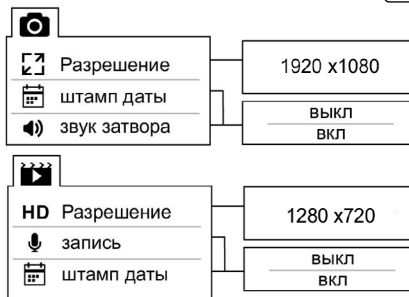 Разрешение
1920 x1080
штамп даты
звук затвора
выкл
вкл
HD Разрешение
1280 x720
запись
штамп даты
выкл
вкл